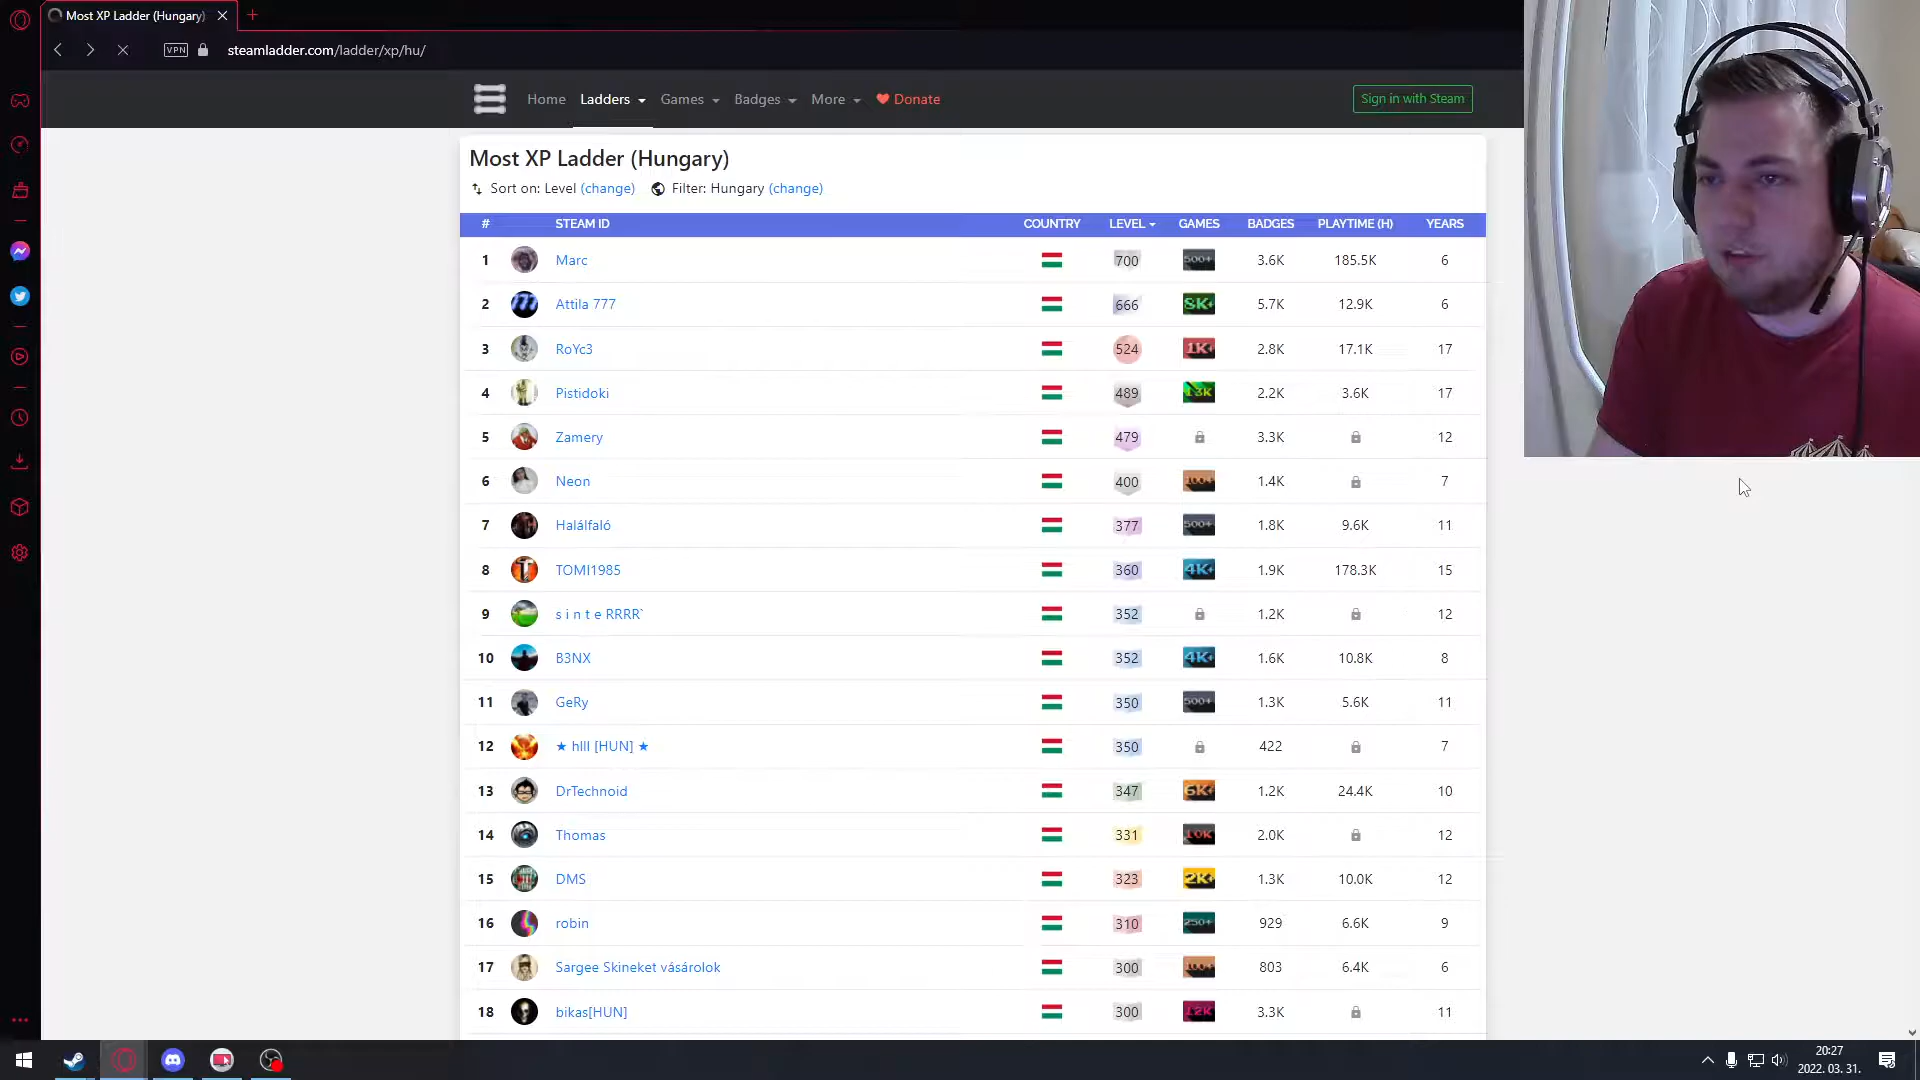 Most XP Ladder (Hungary)
VPN steamladder.com/ladder/xp/hu/
Home Ladders Games Badges More Donate Sign in with Steam
Most XP Ladder (Hungary)
Sort on: Level (change) Filter: Hungary (change)
# STEAM ID COUNTRY LEVEL GAMES BADGES PLAYTIME (H) YEARS
1 Marc 700 500+ 3.6K 185.5K 6
2 777 Attila 777 666 8K+ 5.7K 12.9K 6
3 RoYc3 524 1K+ 2.8K 17.1K 17
4 Pistidoki 489 13K 2.2K 3.6K 17
5 Zamery 479 3.3K 12
6 Neon 400 100+ 1.4K 7
7 Halálfaló 377 500+ 1.8K 9.6K 11
8 TOMI1985 360 4K+ 1.9K 178.3K 15
9 s i n t e RRRR` 352 1.2K 12
10 B3NX 352 4K+ 1.6K 10.8K 8
11 GeRy 350 500+ 1.3K 5.6K 11
12 ★ hlll [HUN] ★ 350 422 7
13 DrTechnoid 347 6K+ 1.2K 24.4K 10
14 Thomas 331 10K 2.0K 12
15 DMS 323 2K+ 1.3K 10.0K 12
16 robin 310 250+ 929 6.6K 9
17 Sargee Skineket vásárolok 300 100+ 803 6.4K 6
18 bikas[HUN] 300 12K 3.3K 11
20:27
2022. 03. 31.